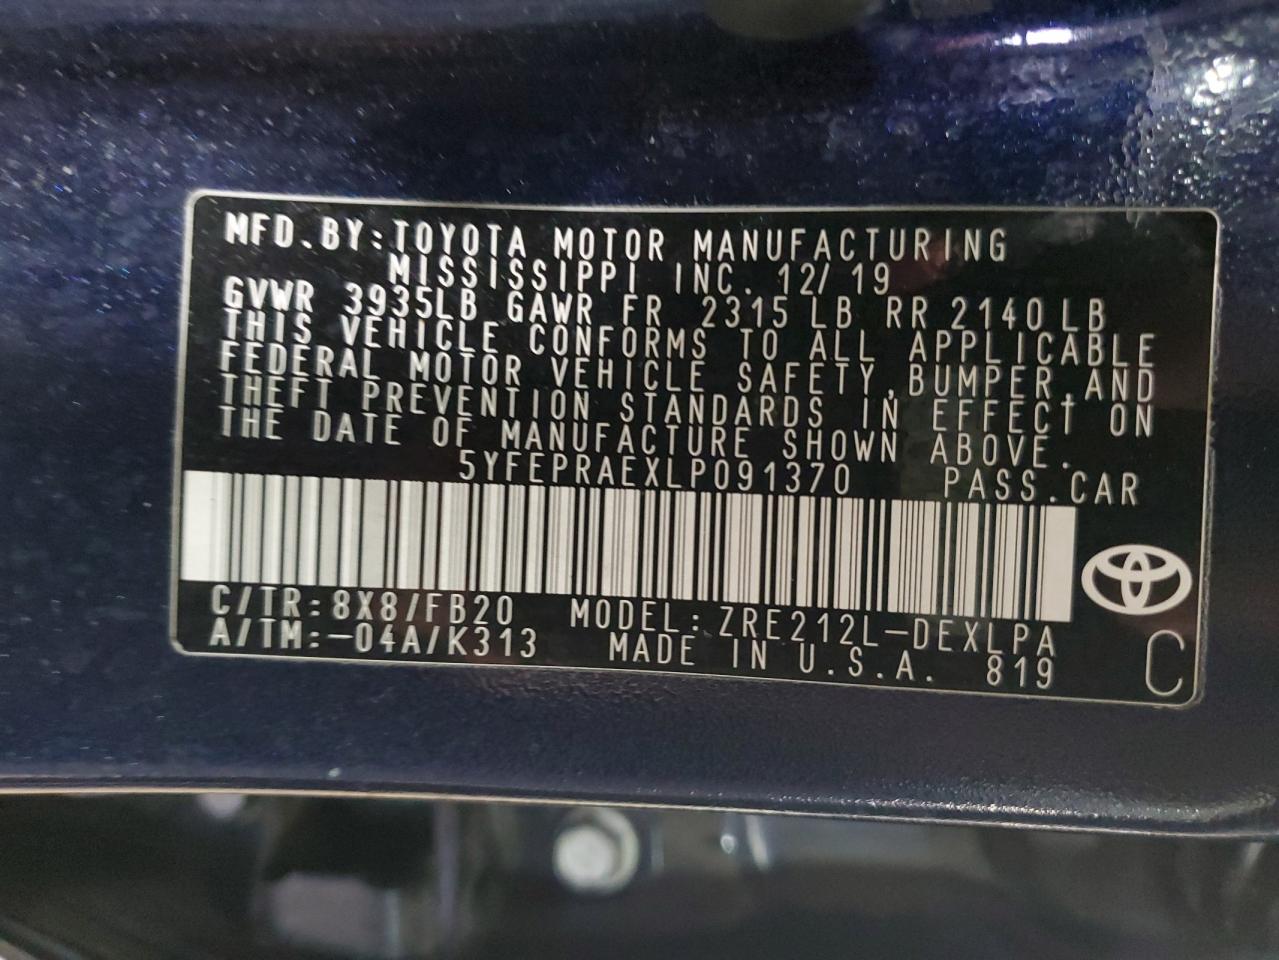 MFD.BY:TOYOTA MOTOR MANUFACTURING
MISSISSIPPI INC. 12/19
GVWR 3935LB GAWR FR 2315LB RR 2140LB
THIS VEHICLE CONFORMS TO ALL APPLICABLE
FEDERAL MOTOR VEHICLE SAFETY,BUMPER,AND
THEFT PREVENTION STANDARDS IN EFFECT ON
THE DATE OF MANUFACTURE SHOWN ABOVE.
5YFEPRAEXLP091370 PASS.CAR
C/TR:8X8/FB20 MODEL:ZRE212L-DEXLPA
A/TM:-04A/K313 MADE IN U.S.A. 819
C